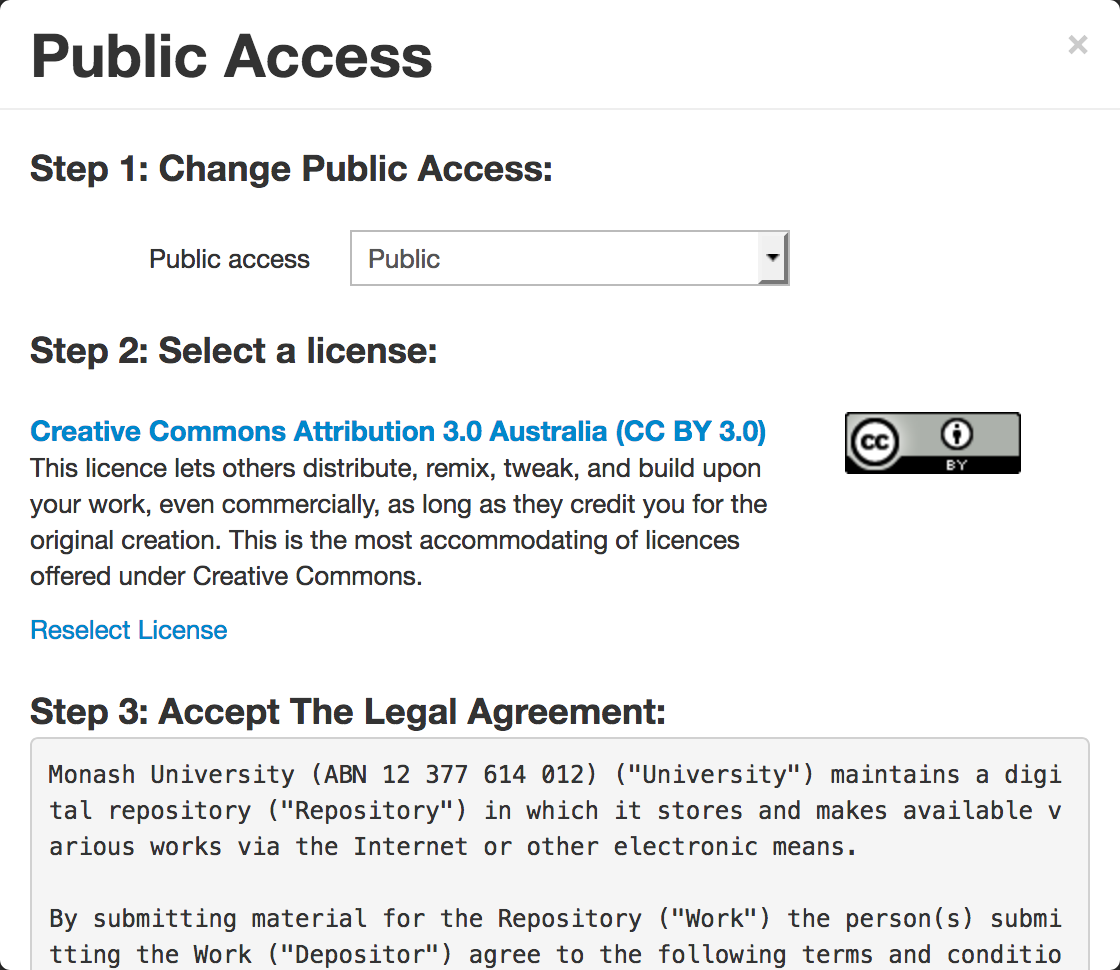 Public Access
×
Step 1: Change Public Access:
Public access Public
Step 2: Select a license:
Creative Commons Attribution 3.0 Australia (CC BY 3.0)
This licence lets others distribute, remix, tweak, and build upon
your work, even commercially, as long as they credit you for the
original creation. This is the most accommodating of licences
offered under Creative Commons.
cc
BY
Reselect License
Step 3: Accept The Legal Agreement:
Monash University (ABN 12 377 614 012) ("University") maintains a digi
tal repository ("Repository") in which it stores and makes available v
arious works via the Internet or other electronic means.
By submitting material for the Repository ("Work") the person(s) submi
tting the Work ("Depositor") agree to the following terms and conditio